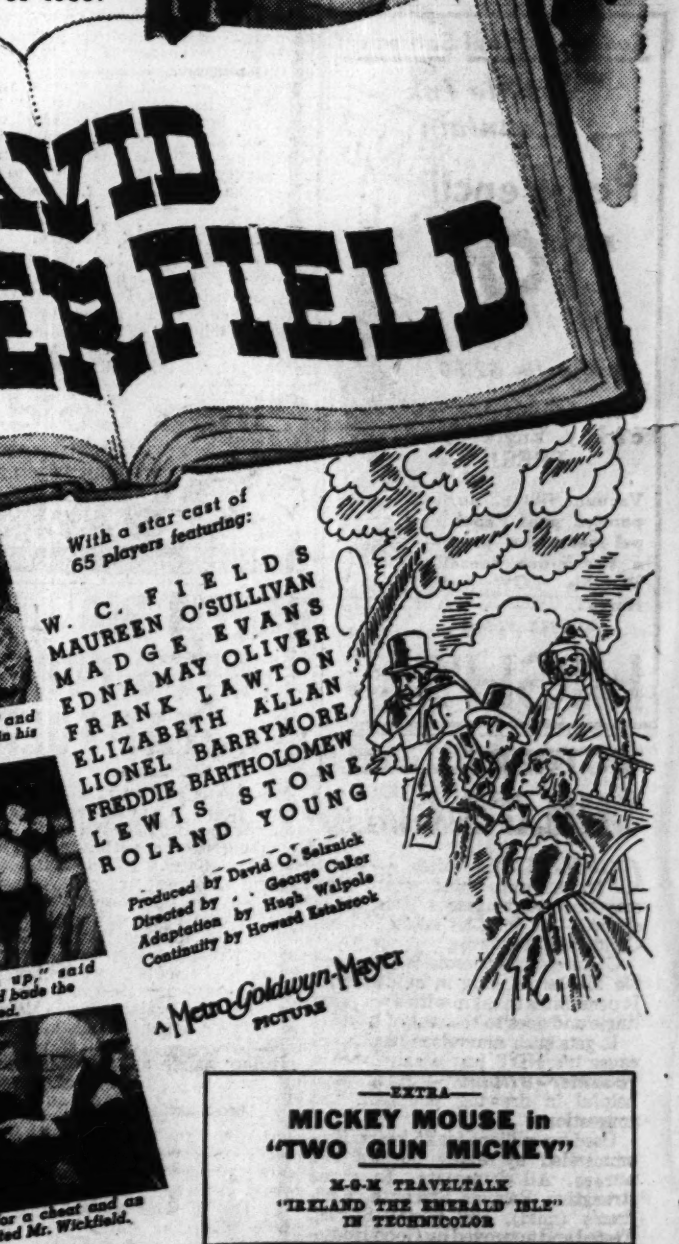 AVID
ERFIELD
With a star cast of
65 players featuring:
W. C. FIELDS
MAUREEN O'SULLIVAN
MADGE EVANS
EDNA MAY OLIVER
FRANK LAWTON
ELIZABETH ALLAN
LIONEL BARRYMORE
FREDDIE BARTHOLOMEW
LEWIS STONE
ROLAND YOUNG
Produced by David O. Selznick
Directed by . . George Cukor
Adaptation by Hugh Walpole
Continuity by Howard Estabrook
A Metro-Goldwyn-Mayer
PICTURE
and
in his
up," said
bade the
ed.
for a cheat and an
ted Mr. Wickfield.
EXTRA
MICKEY MOUSE in
"TWO GUN MICKEY"
M-G-M TRAVELTALK
"IRELAND THE EMERALD ISLE"
IN TECHNICOLOR